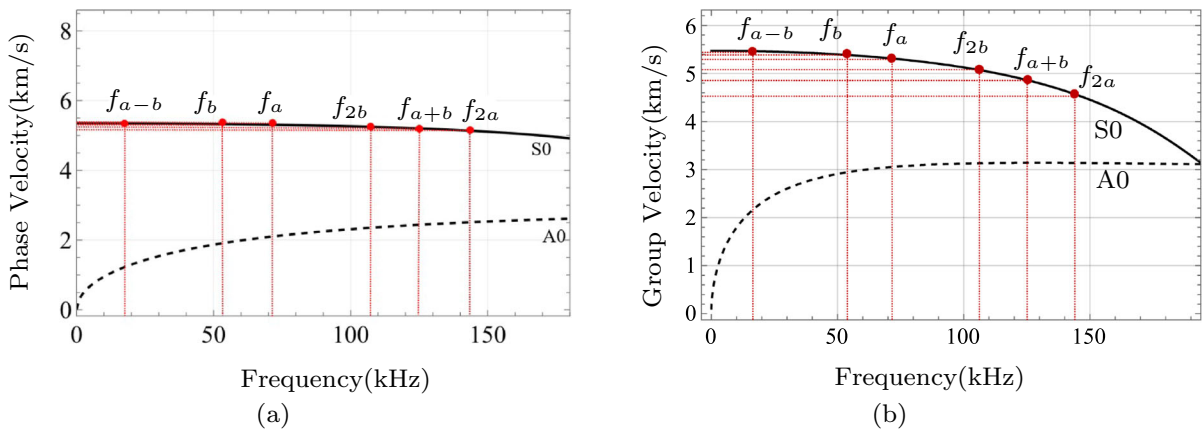 8
6
4
2
0
Phase Velocity(km/s)
f_{a−b} f_b f_a f_{2b} f_{a+b} f_{2a}
S0
A0
0 50 100 150
Frequency(kHz)
(a)
6
5
4
3
2
1
0
Group Velocity(km/s)
f_{a−b} f_b f_a f_{2b} f_{a+b} f_{2a}
S0
A0
0 50 100 150
Frequency(kHz)
(b)